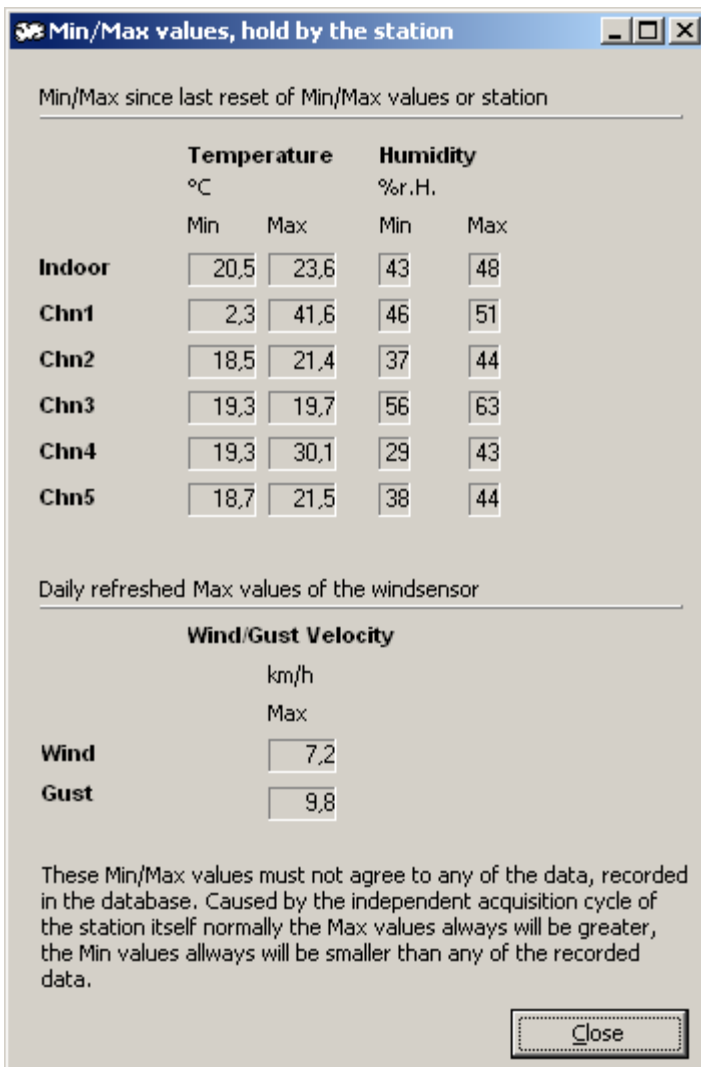 Min/Max values, hold by the station
Min/Max since last reset of Min/Max values or station
Temperature Humidity
°C %r.H.
Min Max Min Max
Indoor 20,5 23,6 43 48
Chn1 2,3 41,6 46 51
Chn2 18,5 21,4 37 44
Chn3 19,3 19,7 56 63
Chn4 19,3 30,1 29 43
Chn5 18,7 21,5 38 44
Daily refreshed Max values of the windsensor
Wind/Gust Velocity
km/h
Max
Wind 7,2
Gust 9,8
These Min/Max values must not agree to any of the data, recorded
in the database. Caused by the independent acquisition cycle of
the station itself normally the Max values always will be greater,
the Min values allways will be smaller than any of the recorded
data.
Close